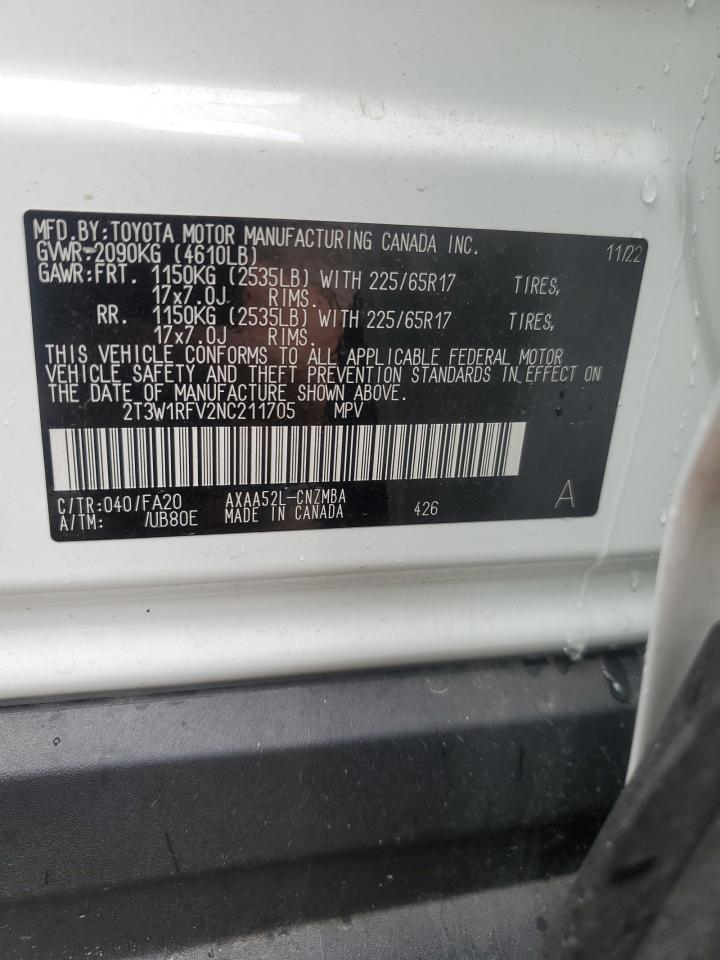 MFD.BY:TOYOTA MOTOR MANUFACTURING CANADA INC. 11/22
GVWR-2090KG (4610LB)
GAWR:FRT. 1150KG (2535LB) WITH 225/65R17 TIRES,
17x7.0J RIMS.
RR. 1150KG (2535LB) WITH 225/65R17 TIRES,
17x7.0J RIMS.
THIS VEHICLE CONFORMS TO ALL APPLICABLE FEDERAL MOTOR
VEHICLE SAFETY AND THEFT PREVENTION STANDARDS IN EFFECT ON
THE DATE OF MANUFACTURE SHOWN ABOVE.
2T3W1RFV2NC211705 MPV
C/TR:040/FA20 AXAA52L-CNZMBA A
A/TM: /UB80E MADE IN CANADA 426